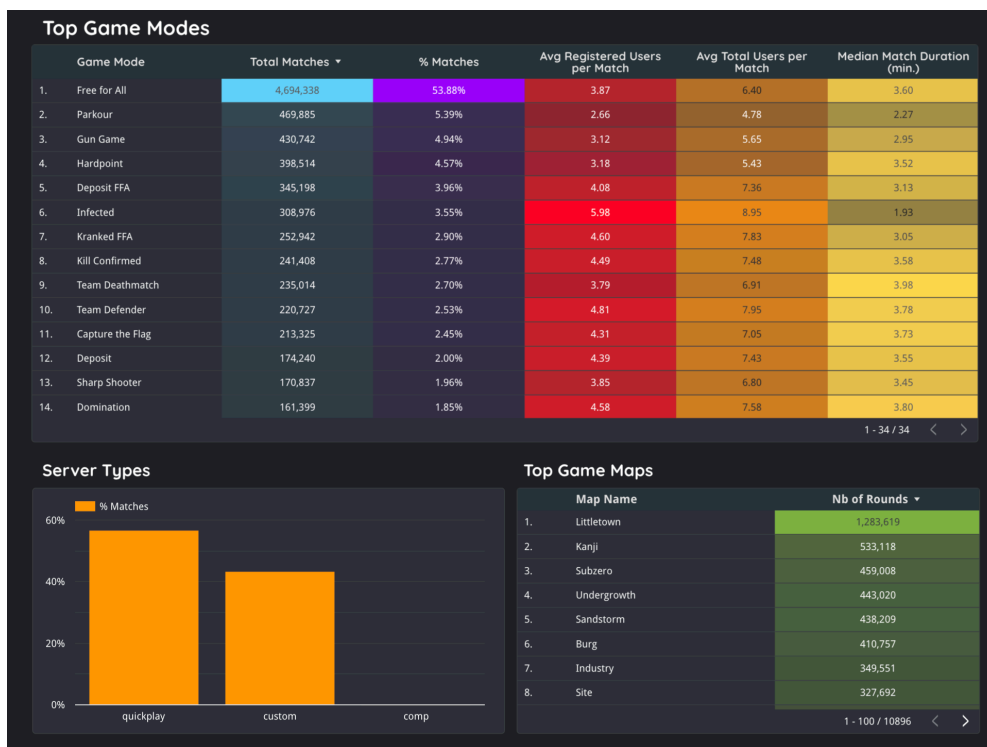 Top Game Modes
Game Mode Total Matches % Matches Avg Registered Users per Match Avg Total Users per Match Median Match Duration (min.)
1. Free for All 4,694,338 53.88% 3.87 6.40 3.60
2. Parkour 469,885 5.39% 2.66 4.78 2.27
3. Gun Game 430,742 4.94% 3.12 5.65 2.95
4. Hardpoint 398,514 4.57% 3.18 5.43 3.52
5. Deposit FFA 345,198 3.96% 4.08 7.36 3.13
6. Infected 308,976 3.55% 5.98 8.95 1.93
7. Kranked FFA 252,942 2.90% 4.60 7.83 3.05
8. Kill Confirmed 241,408 2.77% 4.49 7.48 3.58
9. Team Deathmatch 235,014 2.70% 3.79 6.91 3.98
10. Team Defender 220,727 2.53% 4.81 7.95 3.78
11. Capture the Flag 213,325 2.45% 4.31 7.05 3.73
12. Deposit 174,240 2.00% 4.39 7.43 3.55
13. Sharp Shooter 170,837 1.96% 3.85 6.80 3.45
14. Domination 161,399 1.85% 4.58 7.58 3.80
1 - 34 / 34
Server Types
% Matches
60%
40%
20%
0%
quickplay custom comp
Top Game Maps
Map Name Nb of Rounds
1. Littletown 1,283,619
2. Kanji 533,118
3. Subzero 459,008
4. Undergrowth 443,020
5. Sandstorm 438,209
6. Burg 410,757
7. Industry 349,551
8. Site 327,692
1 - 100 / 10896